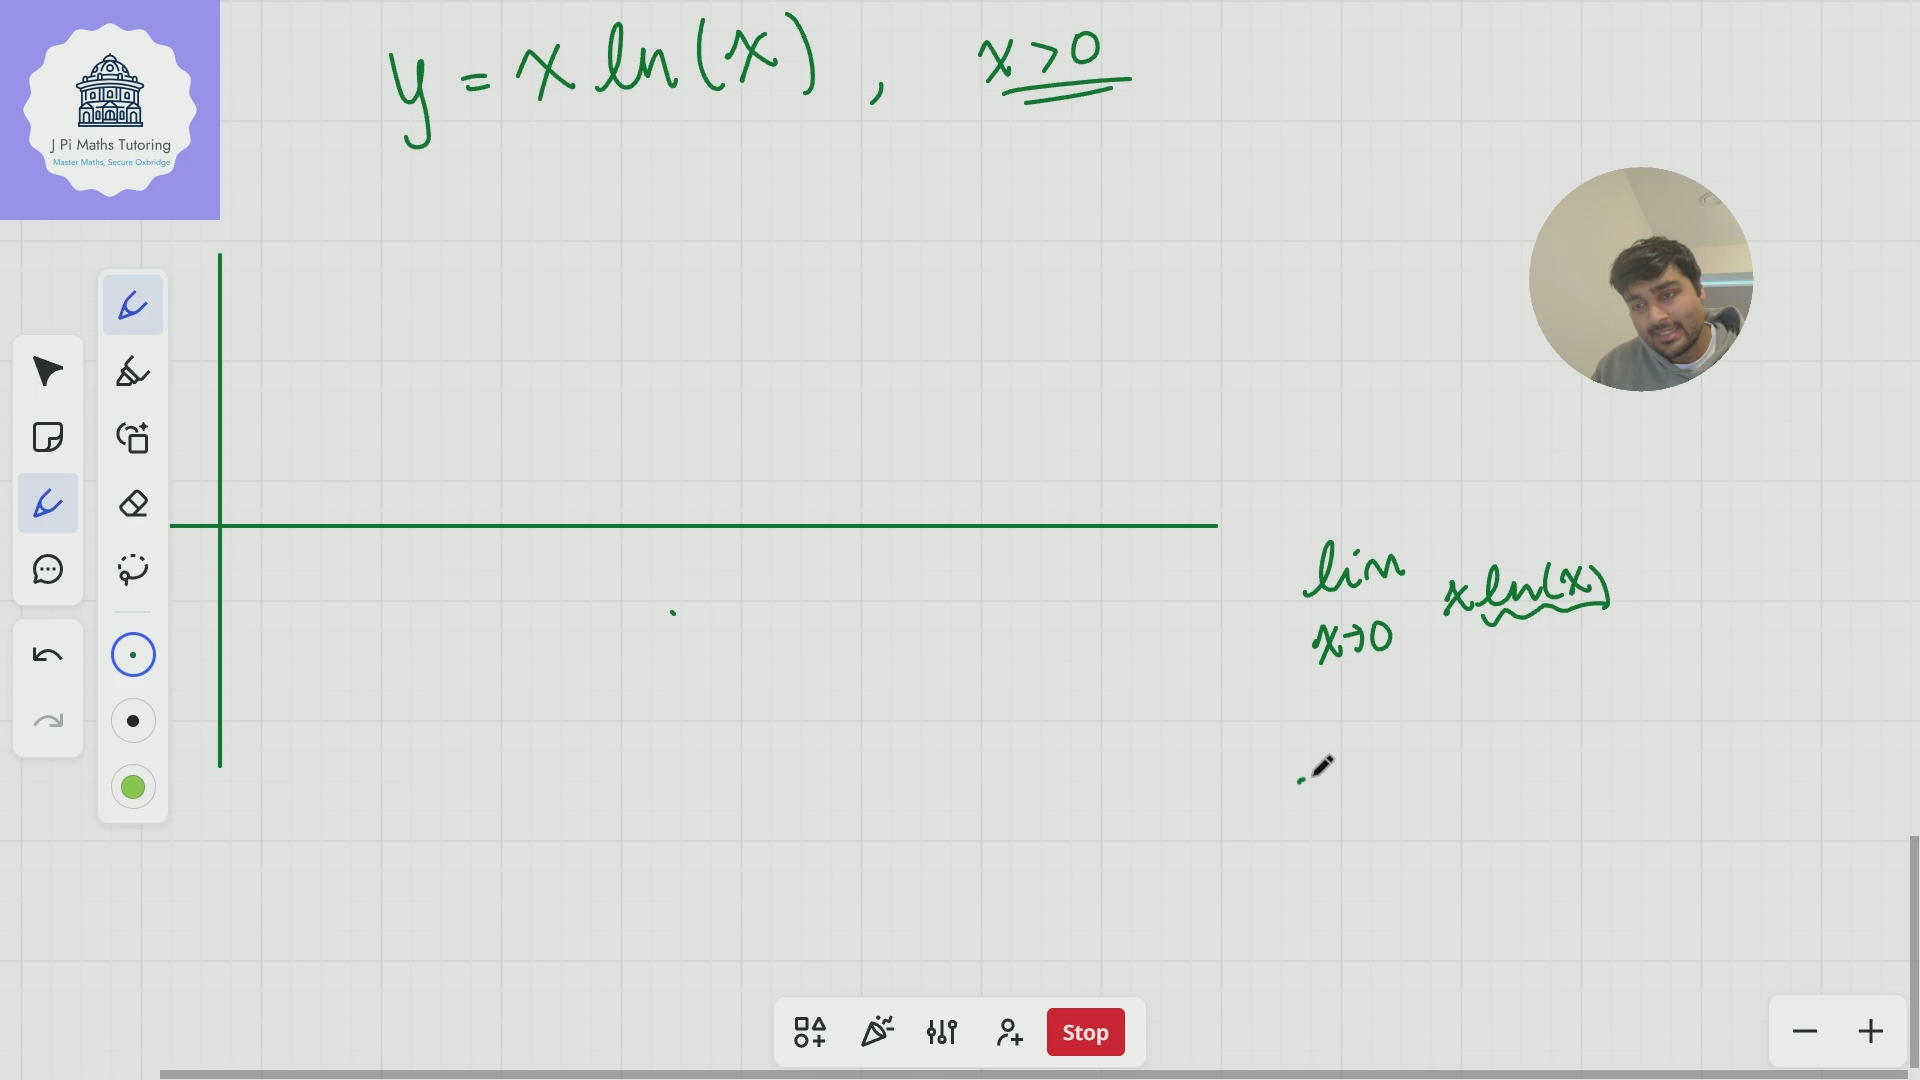 y = x ln(x) , x>0
J Pi Maths Tutoring
Master Maths, Secure Oxbridge
lim x ln(x)
x→0
Stop